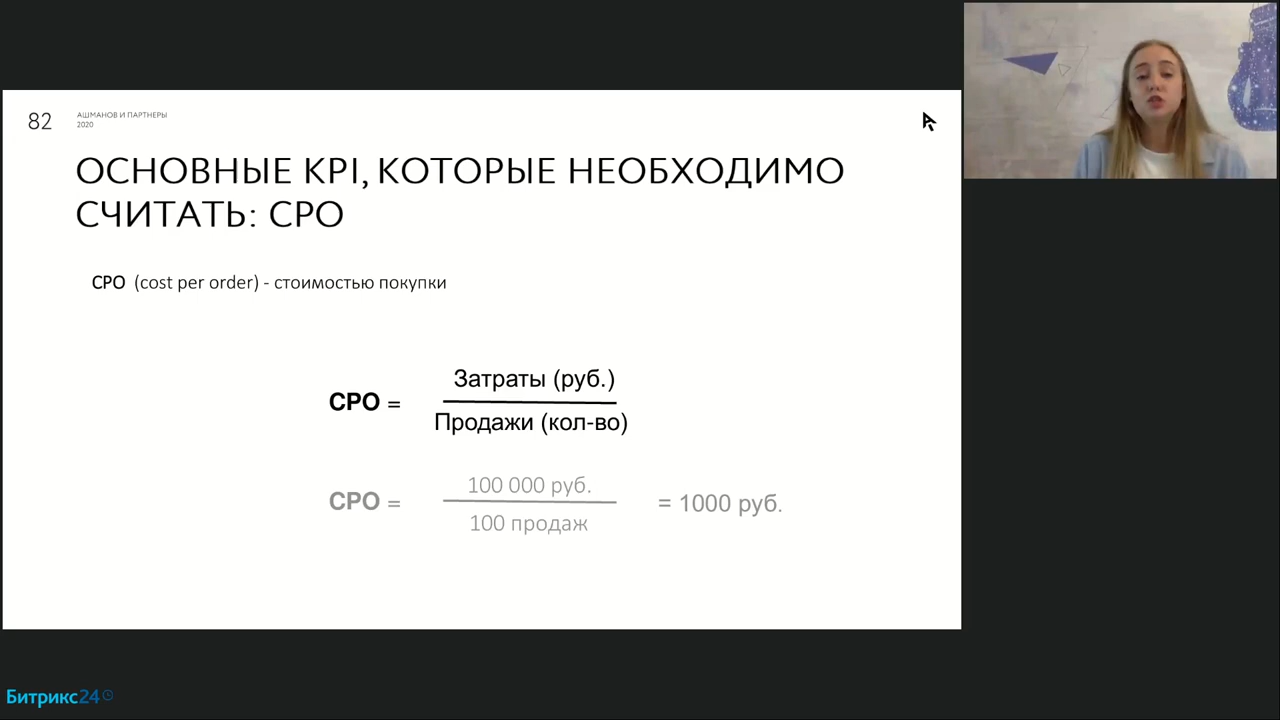 82
АШМАНОВ И ПАРТНЕРЫ
2020
ОСНОВНЫЕ KPI, КОТОРЫЕ НЕОБХОДИМО
СЧИТАТЬ: CPO
CPO (cost per order) - стоимостью покупки
CPO =
Затраты (руб.)
Продажи (кол-во)
CPO =
100 000 руб.
100 продаж
= 1000 руб.
Битрикс24